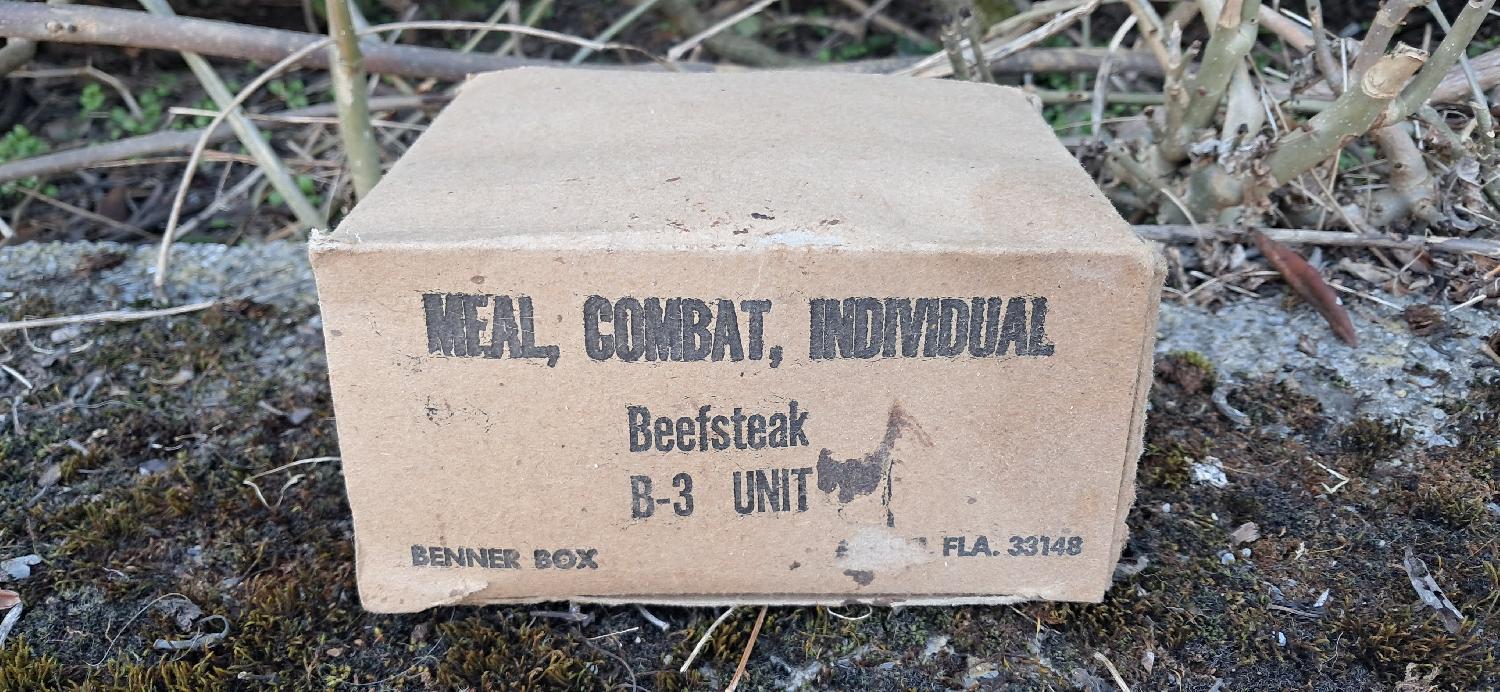 MEAL, COMBAT, INDIVIDUAL
Beefsteak
B-3 UNIT
BENNER BOX
FLA. 33148